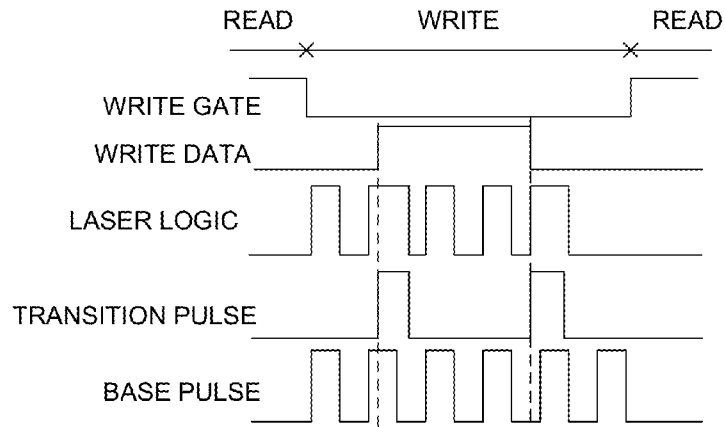 READ WRITE READ
WRITE GATE
WRITE DATA
LASER LOGIC
TRANSITION PULSE
BASE PULSE